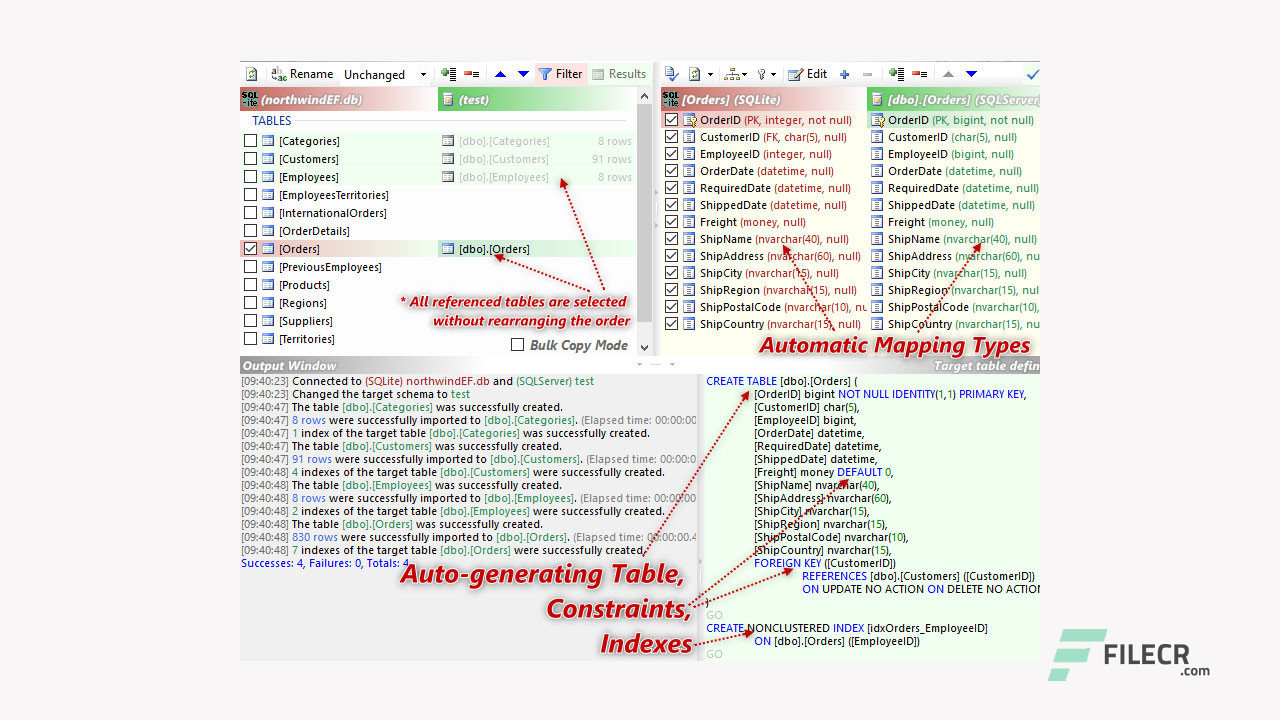 Rename Unchanged Filter Results
Edit
SQL-ite (northwindEF.db) (test)
TABLES
[Categories] [dbo].[Categories] 8 rows
[Customers] [dbo].[Customers] 91 rows
[Employees] [dbo].[Employees] 8 rows
[EmployeesTerritories]
[InternationalOrders]
[OrderDetails]
[Orders] [dbo].[Orders]
[PreviousEmployees]
[Products]
[Regions]
[Suppliers]
[Territories]
* All referenced tables are selected
without rearranging the order
Bulk Copy Mode
SQL-ite [Orders] (SQLite) [dbo].[Orders] (SQLServer)
OrderID (PK, integer, not null) OrderID (PK, bigint, not null)
CustomerID (FK, char(5), null) CustomerID (char(5), null)
EmployeeID (integer, null) EmployeeID (bigint, null)
OrderDate (datetime, null) OrderDate (datetime, null)
RequiredDate (datetime, null) RequiredDate (datetime, null)
ShippedDate (datetime, null) ShippedDate (datetime, null)
Freight (money, null) Freight (money, null)
ShipName (nvarchar(40), null) ShipName (nvarchar(40), null)
ShipAddress (nvarchar(60), null) ShipAddress (nvarchar(60), null)
ShipCity (nvarchar(15), null) ShipCity (nvarchar(15), null)
ShipRegion (nvarchar(15), null) ShipRegion (nvarchar(15), null)
ShipPostalCode (nvarchar(10), nu ShipPostalCode (nvarchar(10), nu
ShipCountry (nvarchar(15), null) ShipCountry (nvarchar(15), null)
Automatic Mapping Types
Output Window
[09:40:23] Connected to (SQLite) northwindEF.db and (SQLServer) test
[09:40:23] Changed the target schema to test
[09:40:47] The table [dbo].[Categories] was successfully created.
[09:40:47] 8 rows were successfully imported to [dbo].[Categories]. (Elapsed time: 00:00:00
[09:40:47] 1 index of the target table [dbo].[Categories] was successfully created.
[09:40:47] The table [dbo].[Customers] was successfully created.
[09:40:47] 91 rows were successfully imported to [dbo].[Customers]. (Elapsed time: 00:00:0
[09:40:48] 4 indexes of the target table [dbo].[Customers] were successfully created.
[09:40:48] The table [dbo].[Employees] was successfully created.
[09:40:48] 8 rows were successfully imported to [dbo].[Employees]. (Elapsed time: 00:00:00
[09:40:48] 2 indexes of the target table [dbo].[Employees] were successfully created.
[09:40:48] The table [dbo].[Orders] was successfully created.
[09:40:48] 830 rows were successfully imported to [dbo].[Orders]. (Elapsed time: 00:00:00.4
[09:40:48] 7 indexes of the target table [dbo].[Orders] were successfully created.
Successes: 4, Failures: 0, Totals: 4
Auto-generating Table,
Constraints,
Indexes
Target table defin
CREATE TABLE [dbo].[Orders] (
[OrderID] bigint NOT NULL IDENTITY(1,1) PRIMARY KEY,
[CustomerID] char(5),
[EmployeeID] bigint,
[OrderDate] datetime,
[RequiredDate] datetime,
[ShippedDate] datetime,
[Freight] money DEFAULT 0,
[ShipName] nvarchar(40),
[ShipAddress] nvarchar(60),
[ShipCity] nvarchar(15),
[ShipRegion] nvarchar(15),
[ShipPostalCode] nvarchar(10),
[ShipCountry] nvarchar(15),
FOREIGN KEY ([CustomerID])
REFERENCES [dbo].[Customers] ([CustomerID])
ON UPDATE NO ACTION ON DELETE NO ACTION
)
GO
CREATE NONCLUSTERED INDEX [idxOrders_EmployeeID]
ON [dbo].[Orders] ([EmployeeID])
GO
FILECR
.com